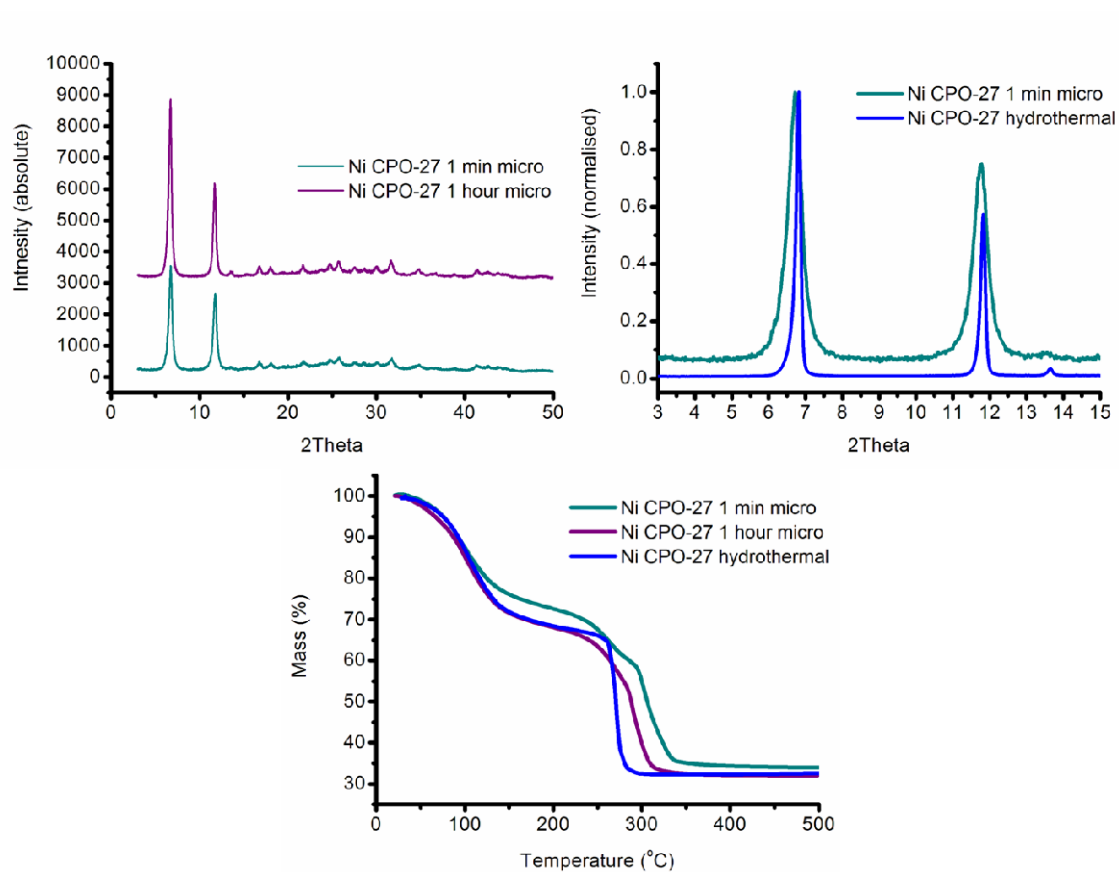 10000
9000
8000
7000
6000
5000
4000
3000
2000
1000
0
Intnesity (absolute)
Ni CPO-27 1 min micro
Ni CPO-27 1 hour micro
0 10 20 30 40 50
2Theta
1.0
0.8
0.6
0.4
0.2
0.0
Intensity (normalised)
Ni CPO-27 1 min micro
Ni CPO-27 hydrothermal
3 4 5 6 7 8 9 10 11 12 13 14 15
2Theta
100
90
80
70
60
50
40
30
Mass (%)
Ni CPO-27 1 min micro
Ni CPO-27 1 hour micro
Ni CPO-27 hydrothermal
0 100 200 300 400 500
Temperature (°C)